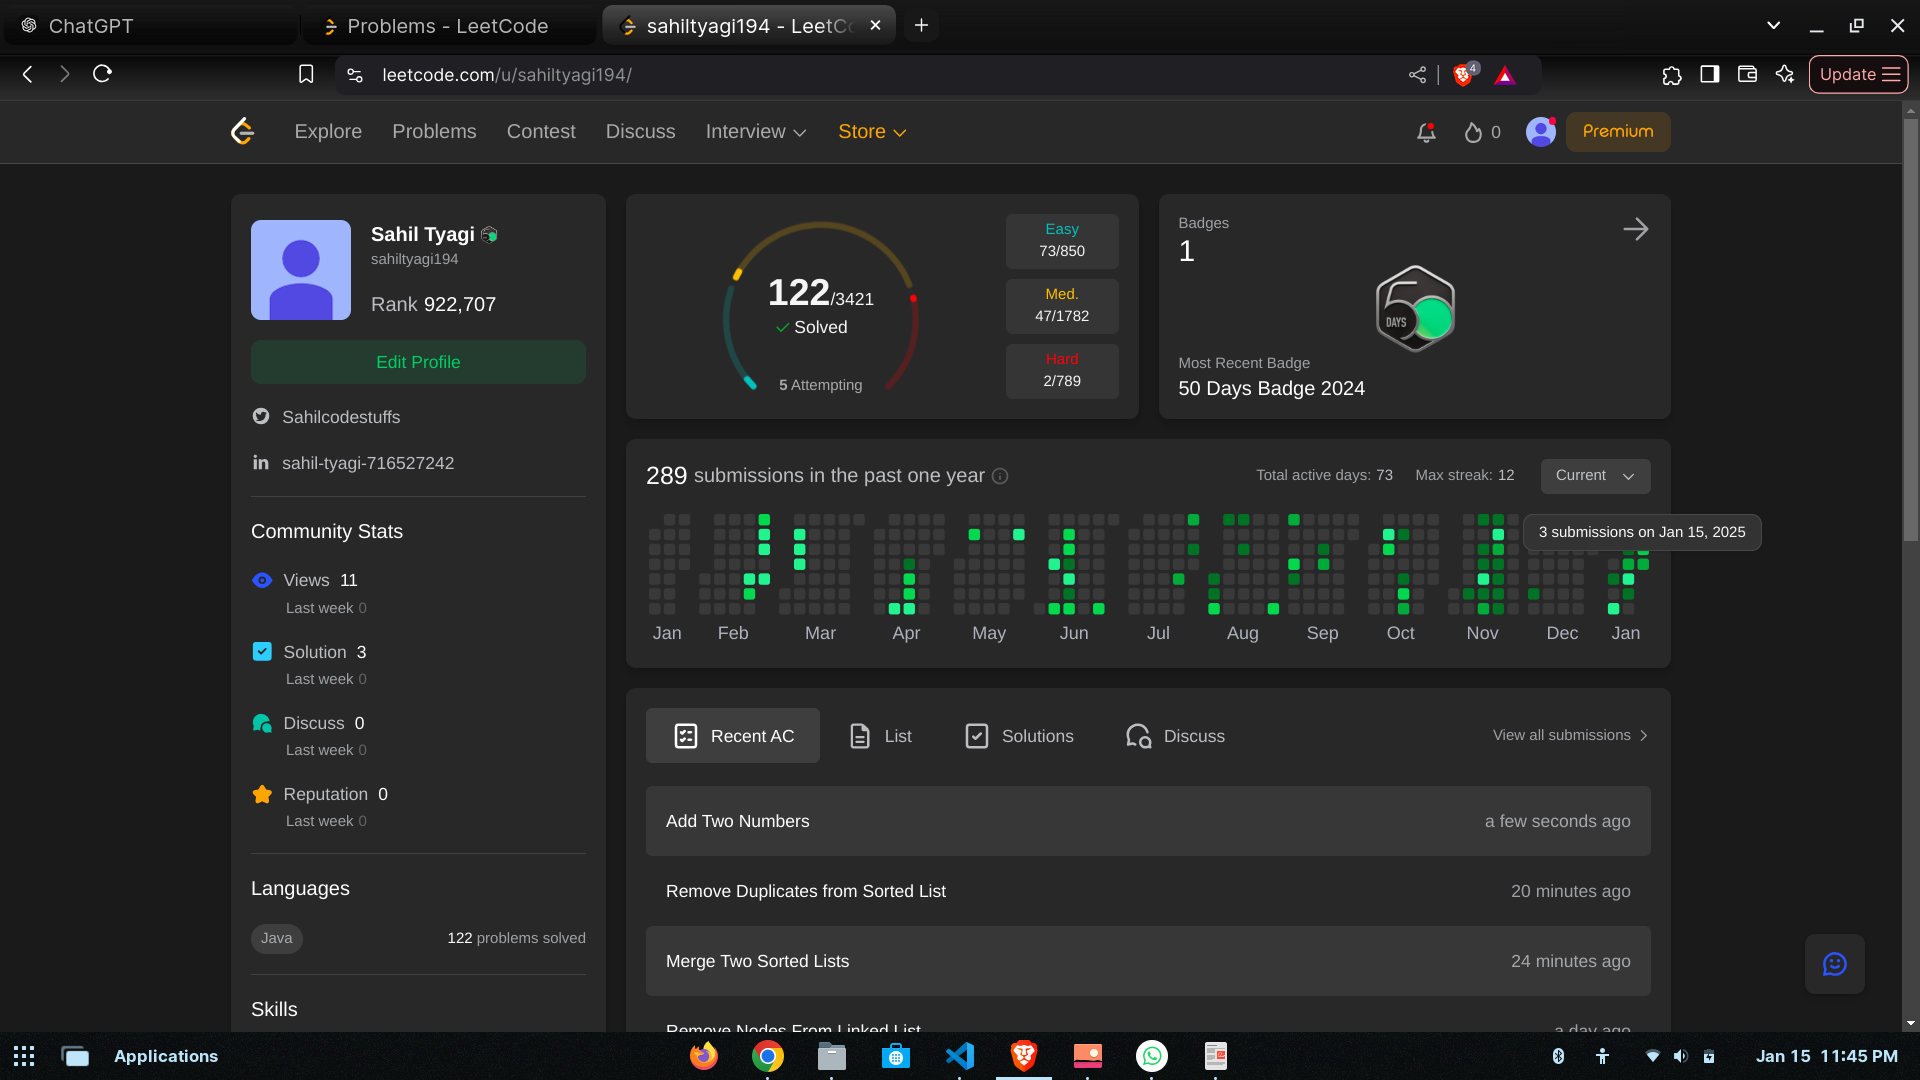 ChatGPT
Problems - LeetCode
sahiltyagi194 - LeetCo
leetcode.com/u/sahiltyagi194/
4
Update
Explore
Problems
Contest
Discuss
Interview
Store
0
Premium
Sahil Tyagi
sahiltyagi194
Rank 922,707
Edit Profile
Sahilcodestuffs
sahil-tyagi-716527242
Community Stats
Views 11
Last week 0
Solution 3
Last week 0
Discuss 0
Last week 0
Reputation 0
Last week 0
Languages
Java
122 problems solved
Skills
122/3421
Solved
5 Attempting
Easy
73/850
Med.
47/1782
Hard
2/789
Badges
1
50
DAYS
Most Recent Badge
50 Days Badge 2024
289 submissions in the past one year
Total active days: 73
Max streak: 12
Current
3 submissions on Jan 15, 2025
Jan Feb Mar Apr May Jun Jul Aug Sep Oct Nov Dec Jan
Recent AC
List
Solutions
Discuss
View all submissions
Add Two Numbers
a few seconds ago
Remove Duplicates from Sorted List
20 minutes ago
Merge Two Sorted Lists
24 minutes ago
Remove Nodes From Linked List
a day ago
Applications
Jan 15 11:45 PM